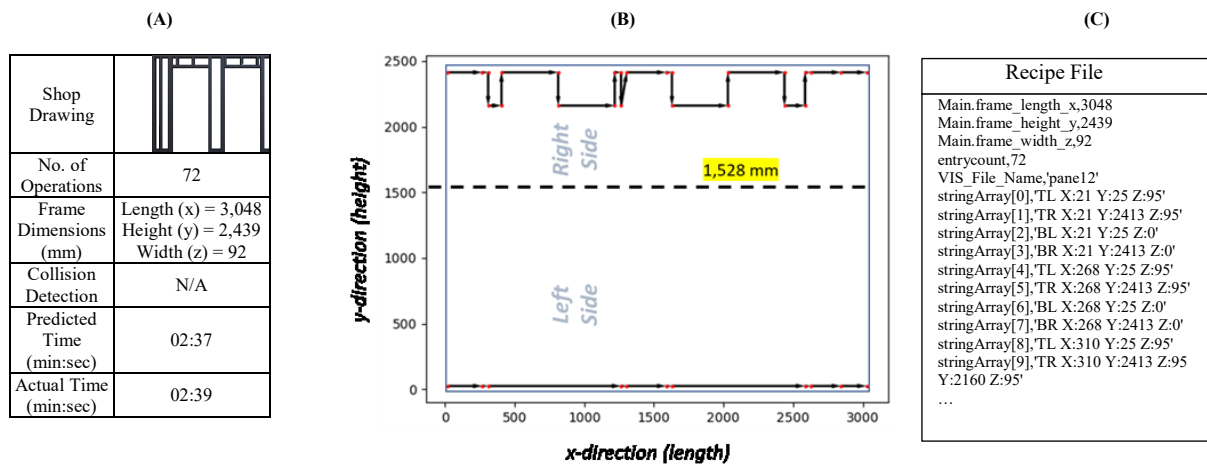 (A)
Shop
Drawing
No. of
Operations
72
Frame
Dimensions
(mm)
Length (x) = 3,048
Height (y) = 2,439
Width (z) = 92
Collision
Detection
N/A
Predicted
Time
(min:sec)
02:37
Actual Time
(min:sec)
02:39
(B)
y-direction (height)
2500
2000
1500
1000
500
0
Right
Side
1,528 mm
Left
Side
0
500
1000
1500
2000
2500
3000
x-direction (length)
(C)
Recipe File
Main.frame_length_x,3048
Main.frame_height_y,2439
Main.frame_width_z,92
entrycount,72
VIS_File_Name,'pane12'
stringArray[0],'TL X:21 Y:25 Z:95'
stringArray[1],'TR X:21 Y:2413 Z:95'
stringArray[2],'BL X:21 Y:25 Z:0'
stringArray[3],'BR X:21 Y:2413 Z:0'
stringArray[4],'TL X:268 Y:25 Z:95'
stringArray[5],'TR X:268 Y:2413 Z:95'
stringArray[6],'BL X:268 Y:25 Z:0'
stringArray[7],'BR X:268 Y:2413 Z:0'
stringArray[8],'TL X:310 Y:25 Z:95'
stringArray[9],'TR X:310 Y:2413 Z:95
Y:2160 Z:95'
…